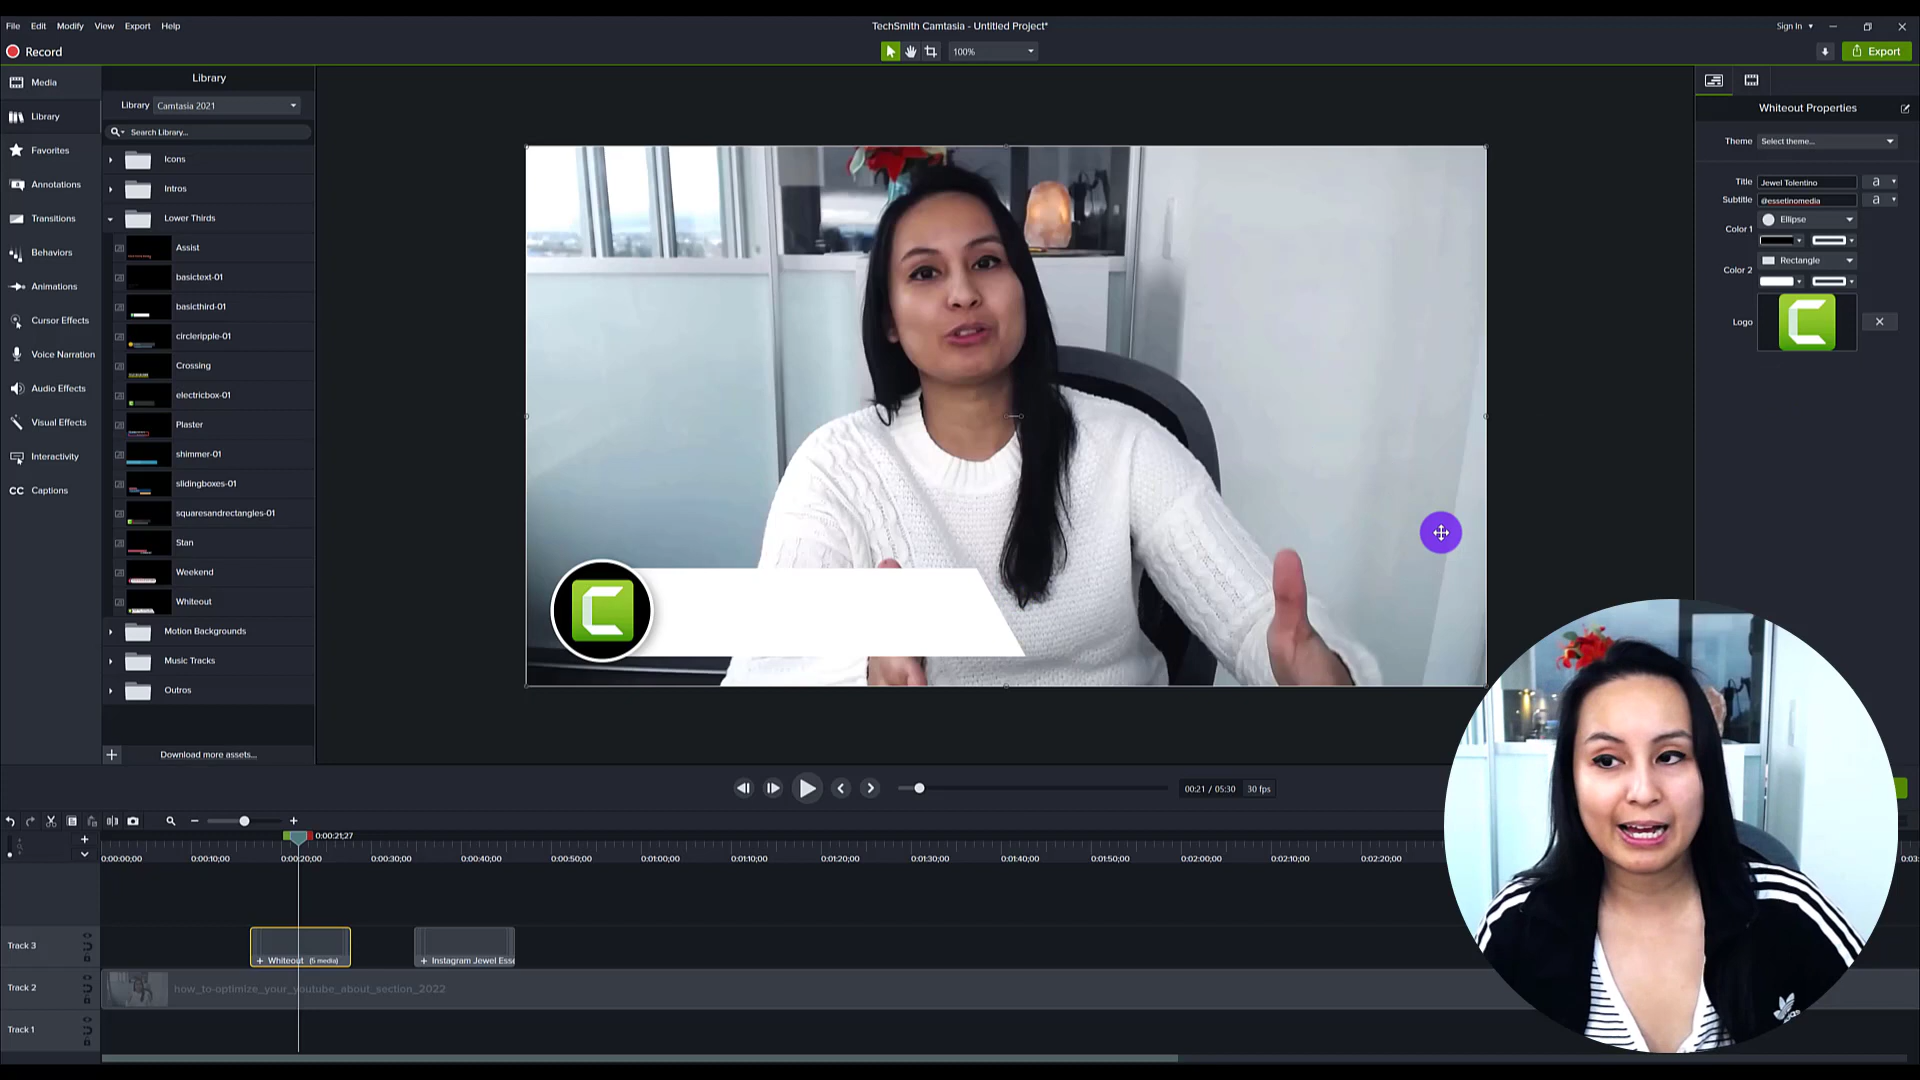 File Edit Modify View Export Help
TechSmith Camtasia - Untitled Project*
Sign In
Record
100%
Export
Media
Library
Favorites
Annotations
Transitions
Behaviors
Animations
Cursor Effects
Voice Narration
Audio Effects
Visual Effects
Interactivity
CC Captions
Library
Library Camtasia 2021
Search Library...
Icons
Intros
Lower Thirds
Assist
basictext-01
basicthird-01
circleripple-01
Crossing
electricbox-01
Plaster
shimmer-01
slidingboxes-01
squaresandrectangles-01
Stan
Weekend
Whiteout
Motion Backgrounds
Music Tracks
Outros
Download more assets...
Whiteout Properties
Theme Select theme...
Title Jewel Tolentino a
Subtitle @essetinomedia a
Ellipse
Color 1
Rectangle
Color 2
Logo
00:21 / 05:30 30 fps
0:00:21;27
0:00:00;00 0:00:10;00 0:00:20;00 0:00:30;00 0:00:40;00 0:00:50;00 0:01:00;00 0:01:10;00 0:01:20;00 0:01:30;00 0:01:40;00 0:01:50;00 0:02:00;00 0:02:10;00 0:02:20;00 0:03:
Track 3
Whiteout (5 media)
Instagram Jewel Esse
Track 2
how_to-optimize_your_youtube_about_section_2022
Track 1